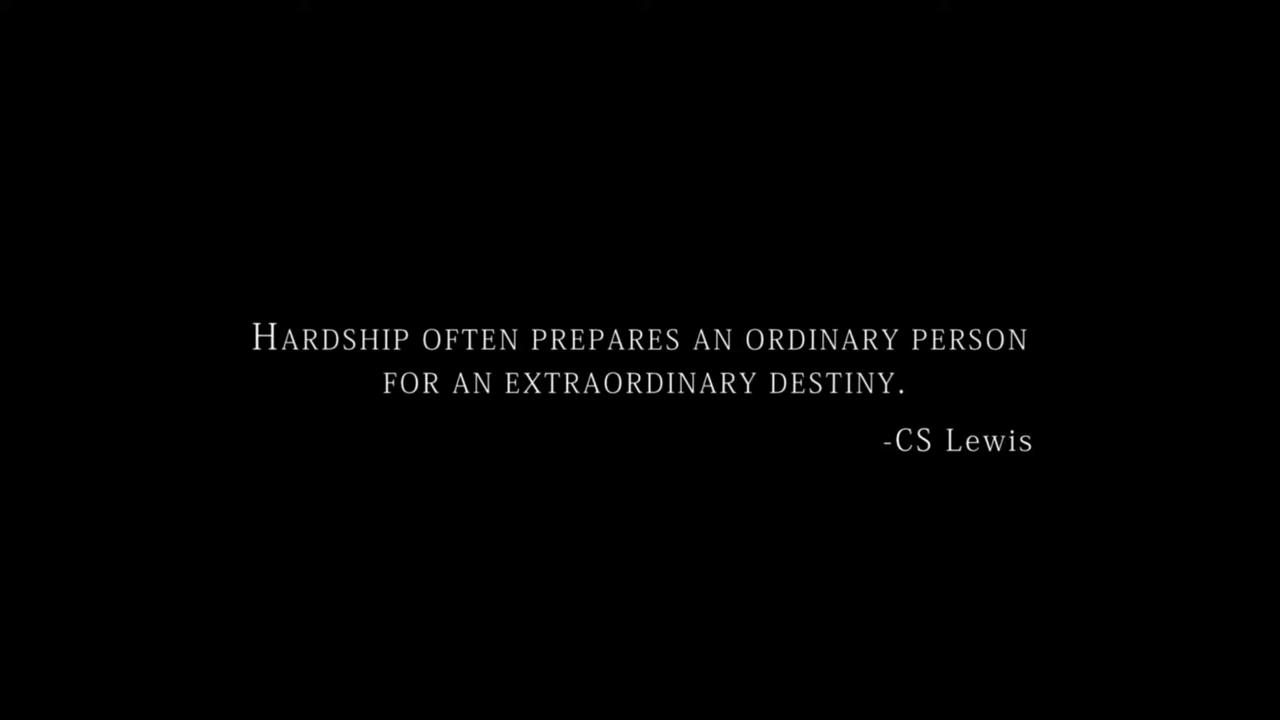 Hardship often prepares an ordinary person
for an extraordinary destiny.
-CS Lewis